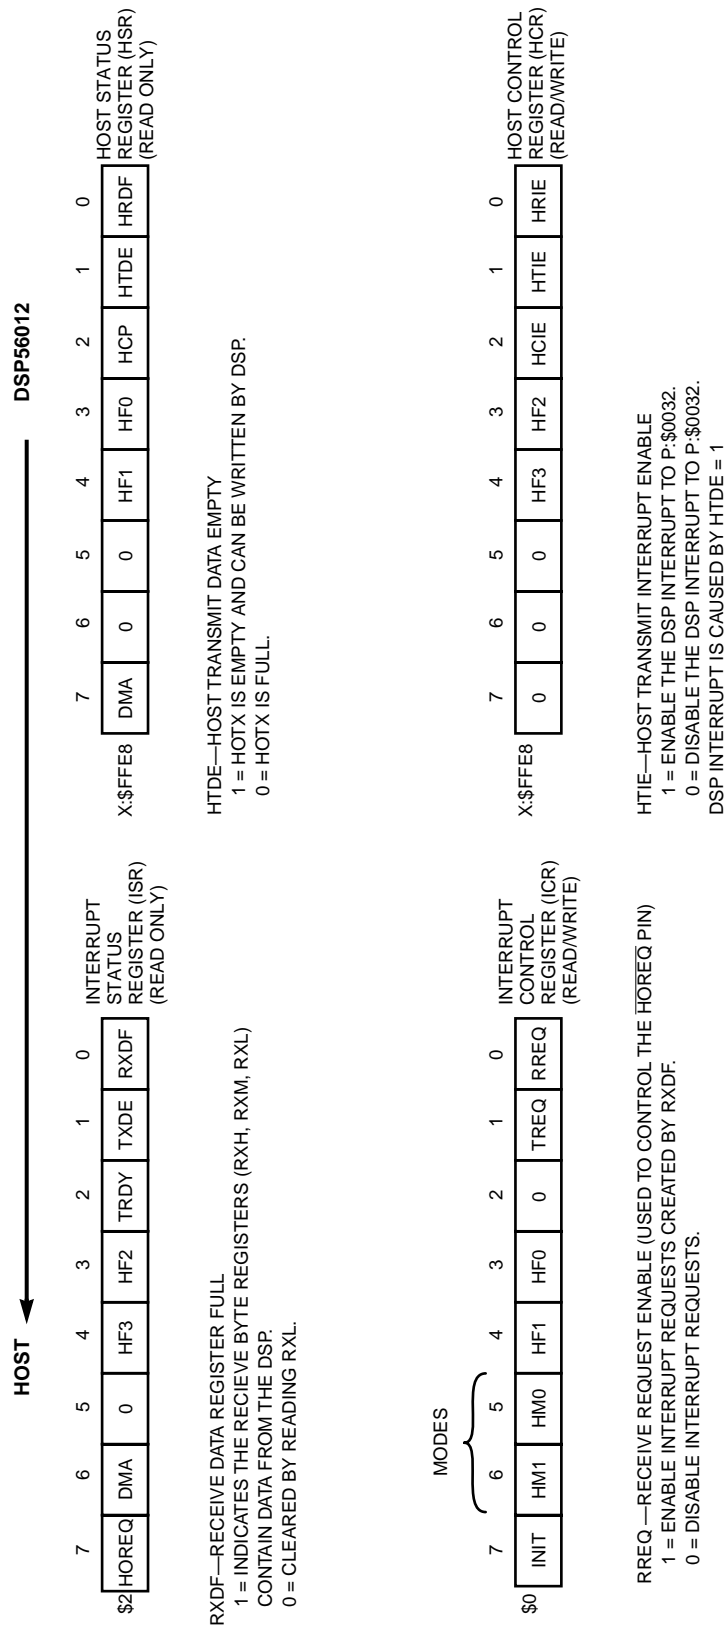 HOST DSP56012
7 6 5 4 3 2 1 0
$2 HOREQ DMA 0 HF3 HF2 TRDY TXDE RXDF
INTERRUPT
STATUS
REGISTER (ISR)
(READ ONLY)
RXDF—RECEIVE DATA REGISTER FULL
1 = INDICATES THE RECIEVE BYTE REGISTERS (RXH, RXM, RXL)
CONTAIN DATA FROM THE DSP.
0 = CLEARED BY READING RXL.
7 6 5 4 3 2 1 0
X:$FFE8 DMA 0 0 HF1 HF0 HCP HTDE HRDF
HOST STATUS
REGISTER (HSR)
(READ ONLY)
HTDE—HOST TRANSMIT DATA EMPTY
1 = HOTX IS EMPTY AND CAN BE WRITTEN BY DSP.
0 = HOTX IS FULL.
MODES
7 6 5 4 3 2 1 0
$0 INIT HM1 HM0 HF1 HF0 0 TREQ RREQ
INTERRUPT
CONTROL
REGISTER (ICR)
(READ/WRITE)
RREQ —RECEIVE REQUEST ENABLE (USED TO CONTROL THE HOREQ PIN)
1 = ENABLE INTERRUPT REQUESTS CREATED BY RXDF.
0 = DISABLE INTERRUPT REQUESTS.
7 6 5 4 3 2 1 0
X:$FFE8 0 0 0 HF3 HF2 HCIE HTIE HRIE
HOST CONTROL
REGISTER (HCR)
(READ/WRITE)
HTIE—HOST TRANSMIT INTERRUPT ENABLE
1 = ENABLE THE DSP INTERRUPT TO P:$0032.
0 = DISABLE THE DSP INTERRUPT TO P:$0032.
DSP INTERRUPT IS CAUSED BY HTDE = 1